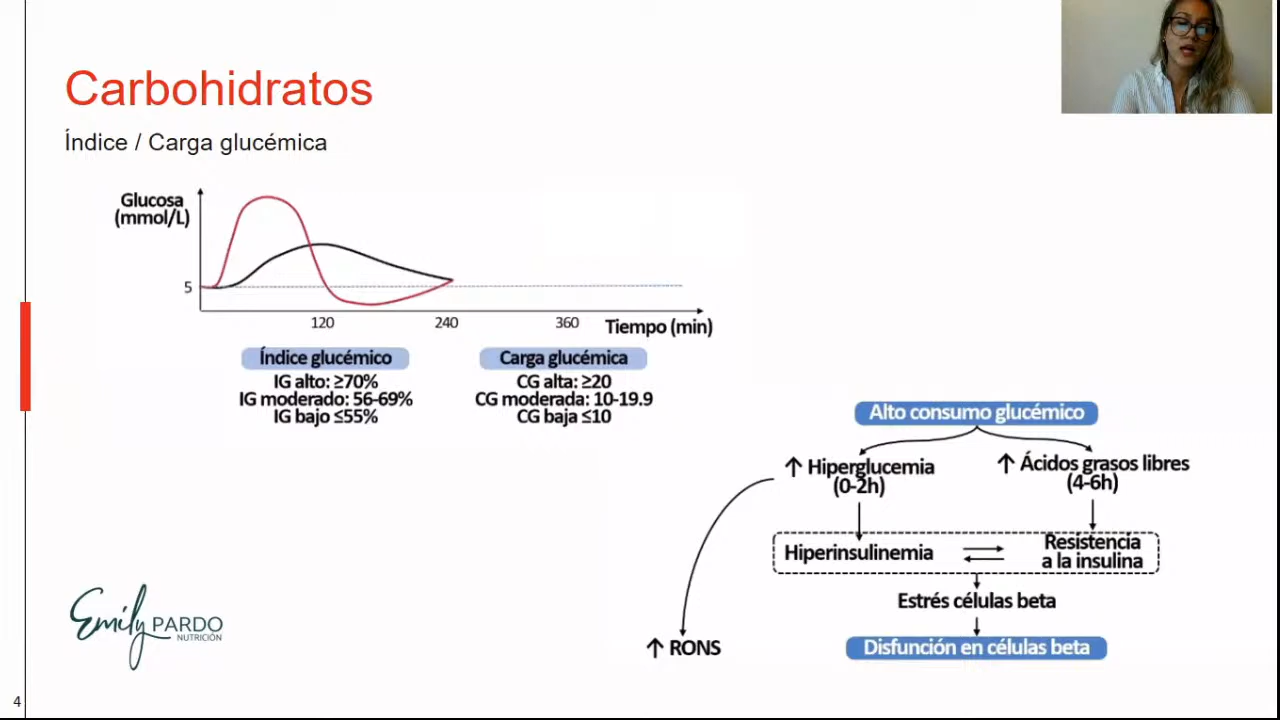 Carbohidratos
Índice / Carga glucémica
Glucosa
(mmol/L)
5
120
240
360
Tiempo (min)
Índice glucémico
IG alto: ≥70%
IG moderado: 56-69%
IG bajo ≤55%
Carga glucémica
CG alta: ≥20
CG moderada: 10-19.9
CG baja ≤10
Alto consumo glucémico
↑ Hiperglucemia
(0-2h)
↑ Ácidos grasos libres
(4-6h)
Hiperinsulinemia
Resistencia
a la insulina
Estrés células beta
↑ RONS
Disfunción en células beta
Emily PARDO
NUTRICIÓN
4